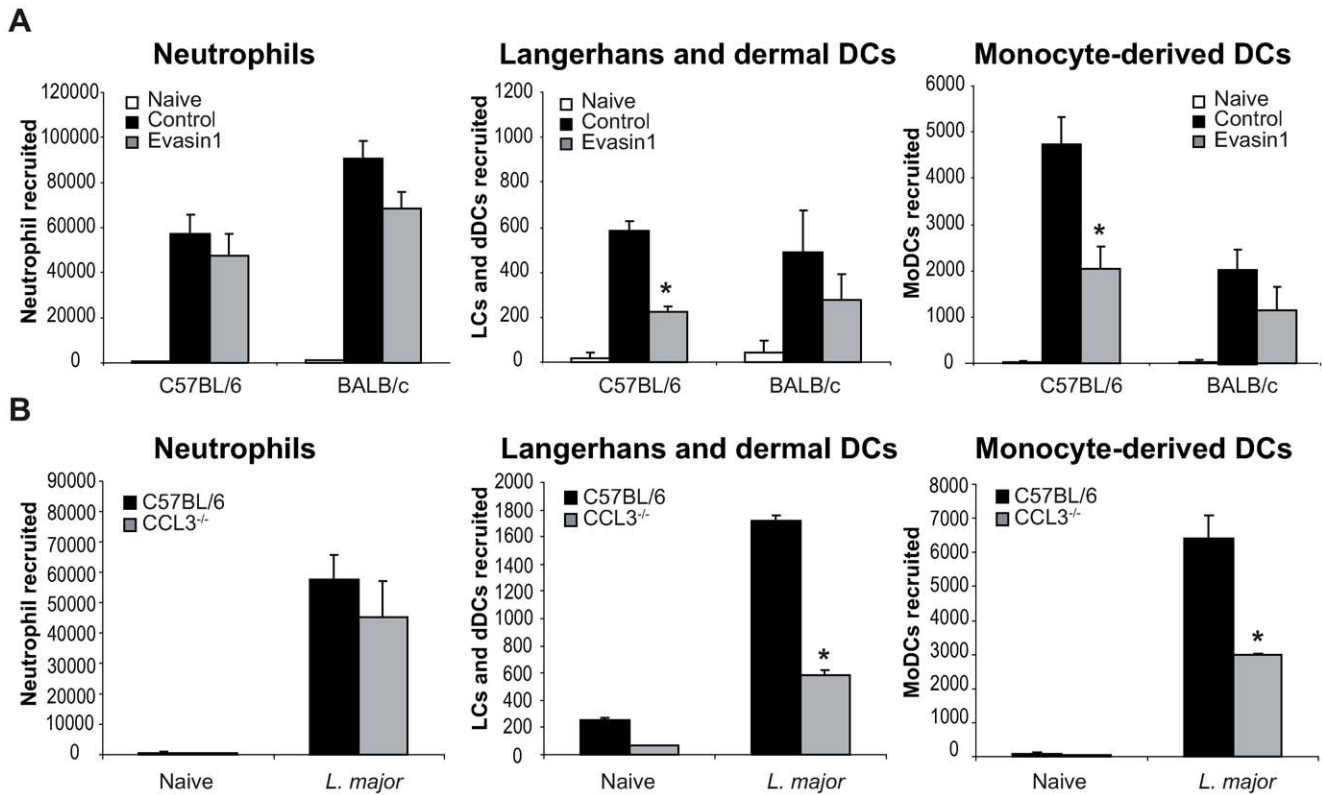 A
Neutrophils
Neutrophil recruited
120000
100000
80000
60000
40000
20000
0
Naive
Control
Evasin1
C57BL/6 BALB/c
Langerhans and dermal DCs
LCs and dDCs recruited
1200
1000
800
600
400
200
0
Naive
Control
Evasin1
*
C57BL/6 BALB/c
Monocyte-derived DCs
MoDCs recruited
6000
5000
4000
3000
2000
1000
0
Naive
Control
Evasin1
*
C57BL/6 BALB/c
B
Neutrophils
Neutrophil recruited
90000
80000
70000
60000
50000
40000
30000
20000
10000
0
C57BL/6
CCL3-/-
Naive L. major
Langerhans and dermal DCs
LCs and dDCs recruited
2000
1800
1600
1400
1200
1000
800
600
400
200
0
C57BL/6
CCL3-/-
*
Naive L. major
Monocyte-derived DCs
MoDCs recruited
8000
7000
6000
5000
4000
3000
2000
1000
0
C57BL/6
CCL3-/-
*
Naive L. major